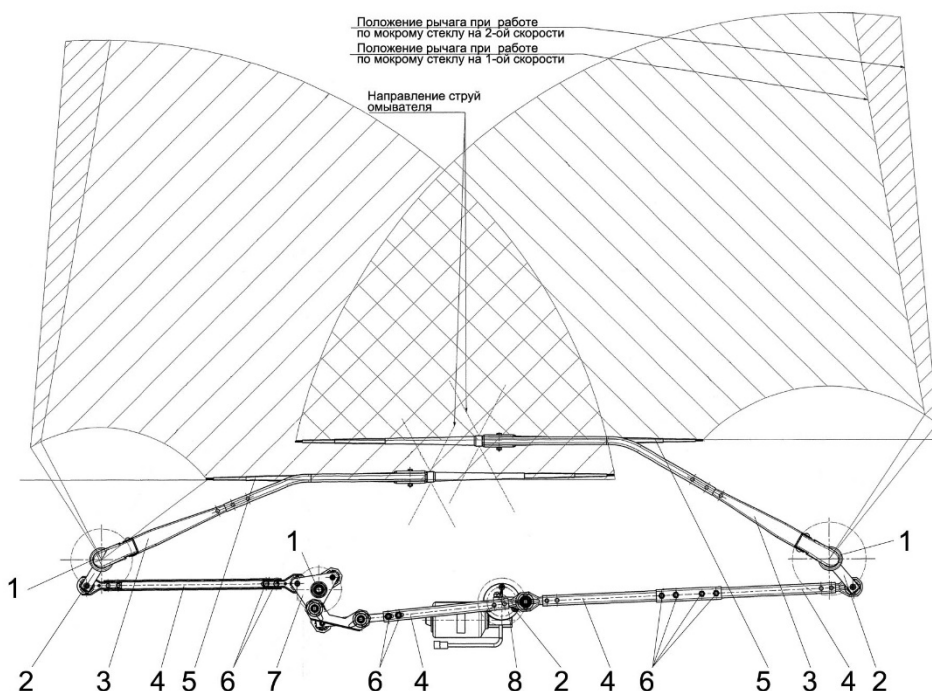 Положение рычага при работе
по мокрому стеклу на 2-ой скорости
Положение рычага при работе
по мокрому стеклу на 1-ой скорости
Направление струй
омывателя
1
1
1
2 3 4 5 6 7 6 4 8 2 4 6 5 3 4 2